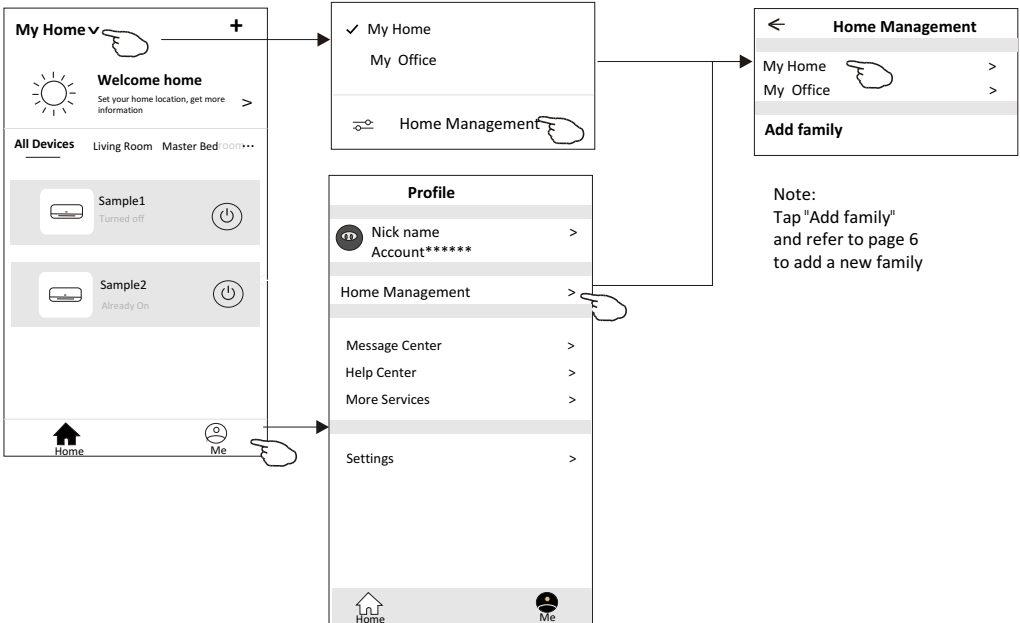 My Home
+
Welcome home
Set your home location, get more
information
>
All Devices
Living Room
Master Bedroom
Sample1
Turned off
Sample2
Already On
Home
Me
✓ My Home
My Office
Home Management
Profile
Nick name
>
Account******
Home Management
>
Message Center
>
Help Center
>
More Services
>
Settings
>
Home
Me
Home Management
My Home
>
My Office
>
Add family
Note:
Tap "Add family"
and refer to page 6
to add a new family